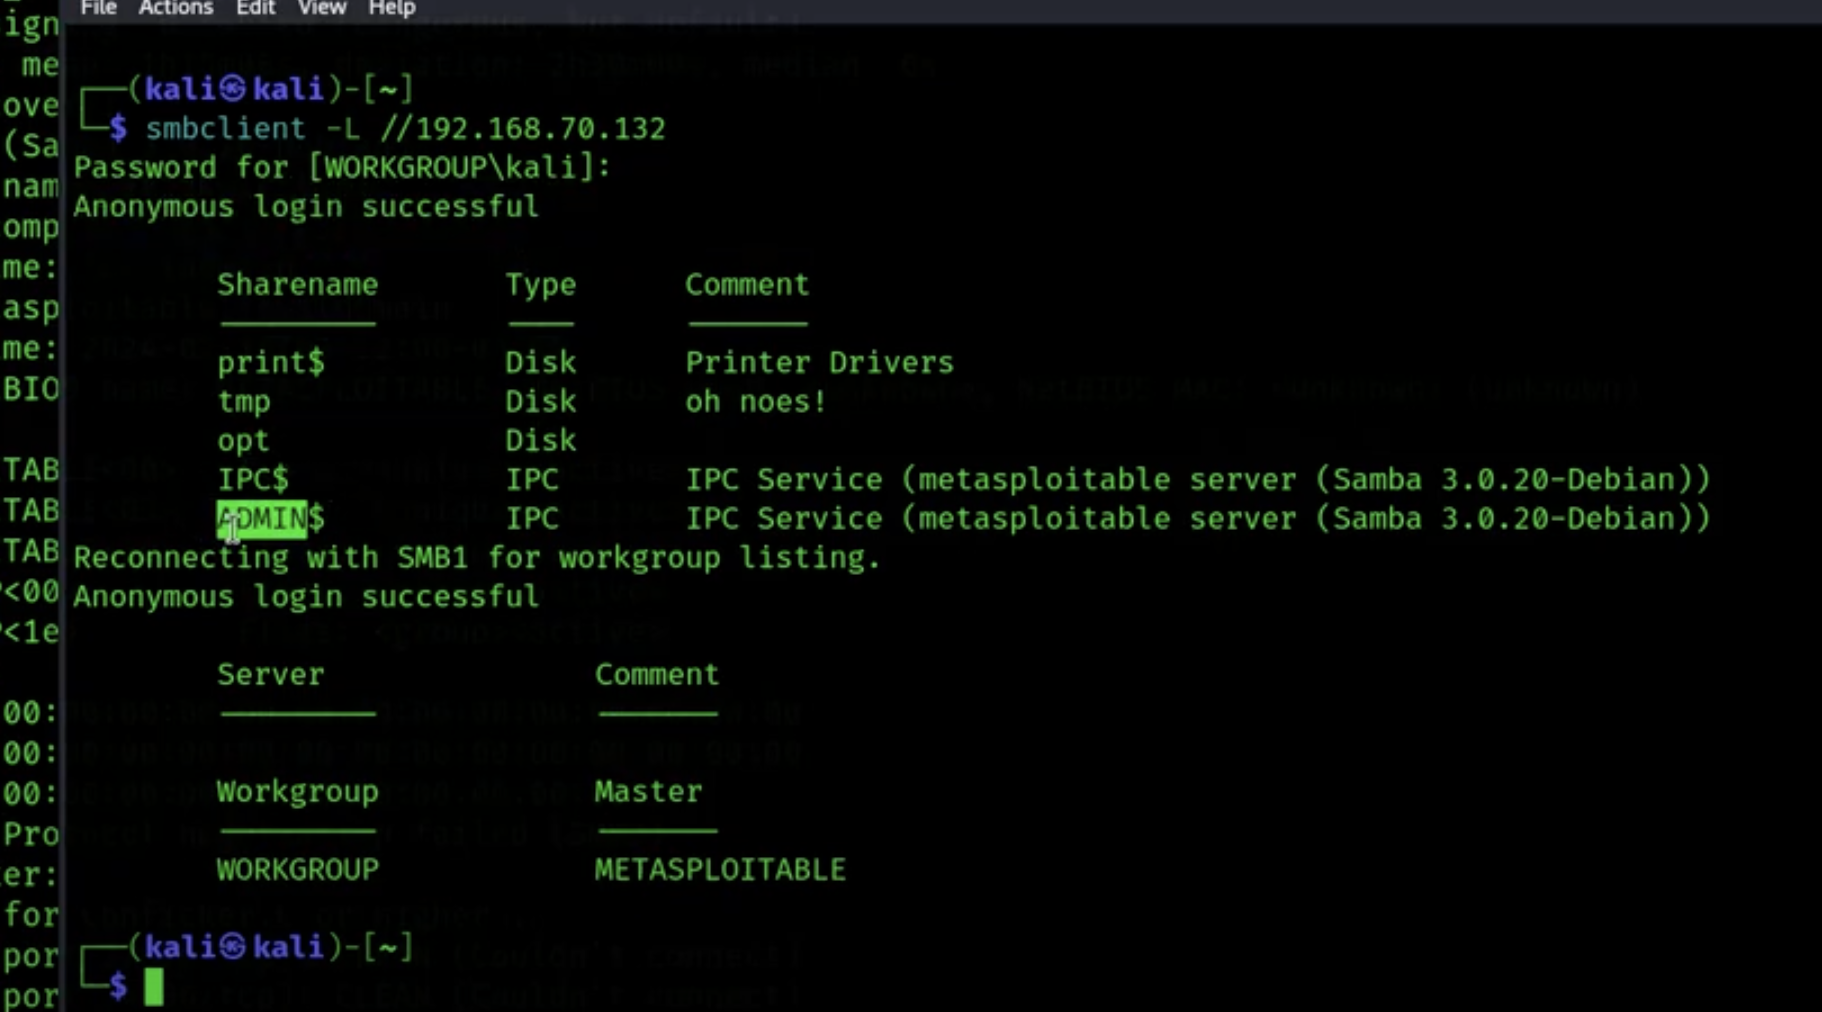 File Actions Edit View Help
ign
me
ove
(Sa
nam
omp
me:
asp
me:
BIO
TAB
TAB
TAB
<00
<1e
00:
00:
00:
Pro
er:
for
por
por
┌──(kali㉿kali)-[~]
└─$ smbclient -L //192.168.70.132
Password for [WORKGROUP\kali]:
Anonymous login successful
Sharename Type Comment
print$ Disk Printer Drivers
tmp Disk oh noes!
opt Disk
IPC$ IPC IPC Service (metasploitable server (Samba 3.0.20-Debian))
ADMIN$ IPC IPC Service (metasploitable server (Samba 3.0.20-Debian))
Reconnecting with SMB1 for workgroup listing.
Anonymous login successful
Server Comment
Workgroup Master
WORKGROUP METASPLOITABLE
┌──(kali㉿kali)-[~]
└─$